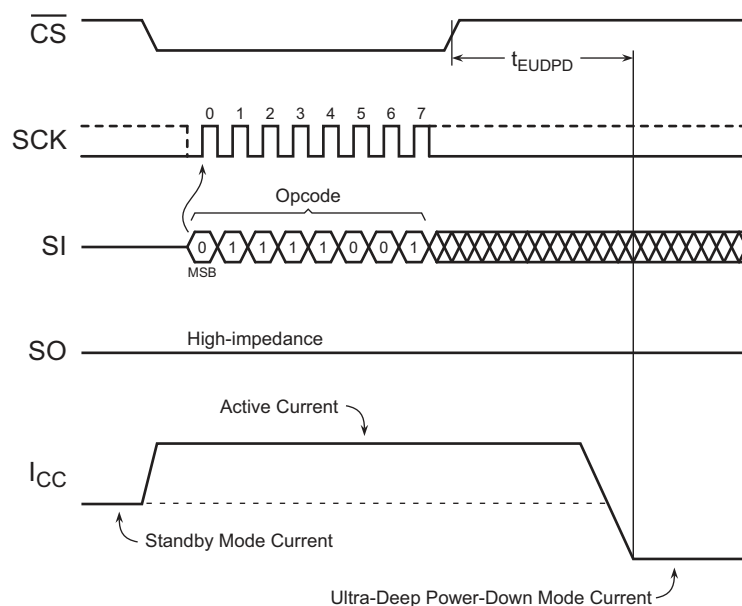 CS
tEUDPD
0 1 2 3 4 5 6 7
SCK
Opcode
SI
0 1 1 1 1 0 0 1
MSB
High-impedance
SO
Active Current
ICC
Standby Mode Current
Ultra-Deep Power-Down Mode Current